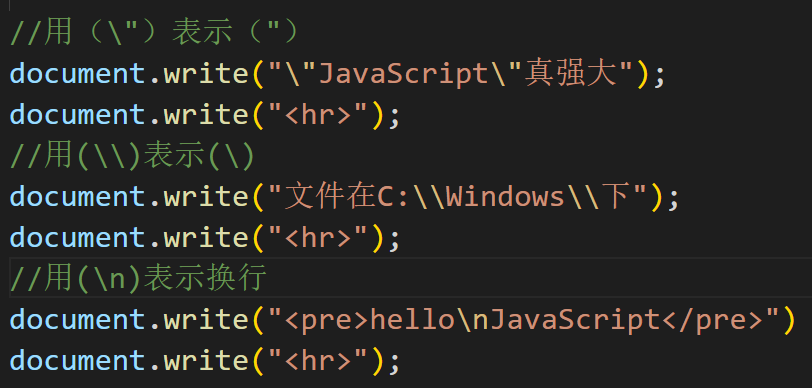 //用（\"）表示（"）
document.write("\"JavaScript\"真强大");
document.write("<hr>");
//用(\\)表示(\)
document.write("文件在C:\\Windows\\下");
document.write("<hr>");
//用(\n)表示换行
document.write("<pre>hello\nJavaScript</pre>")
document.write("<hr>");